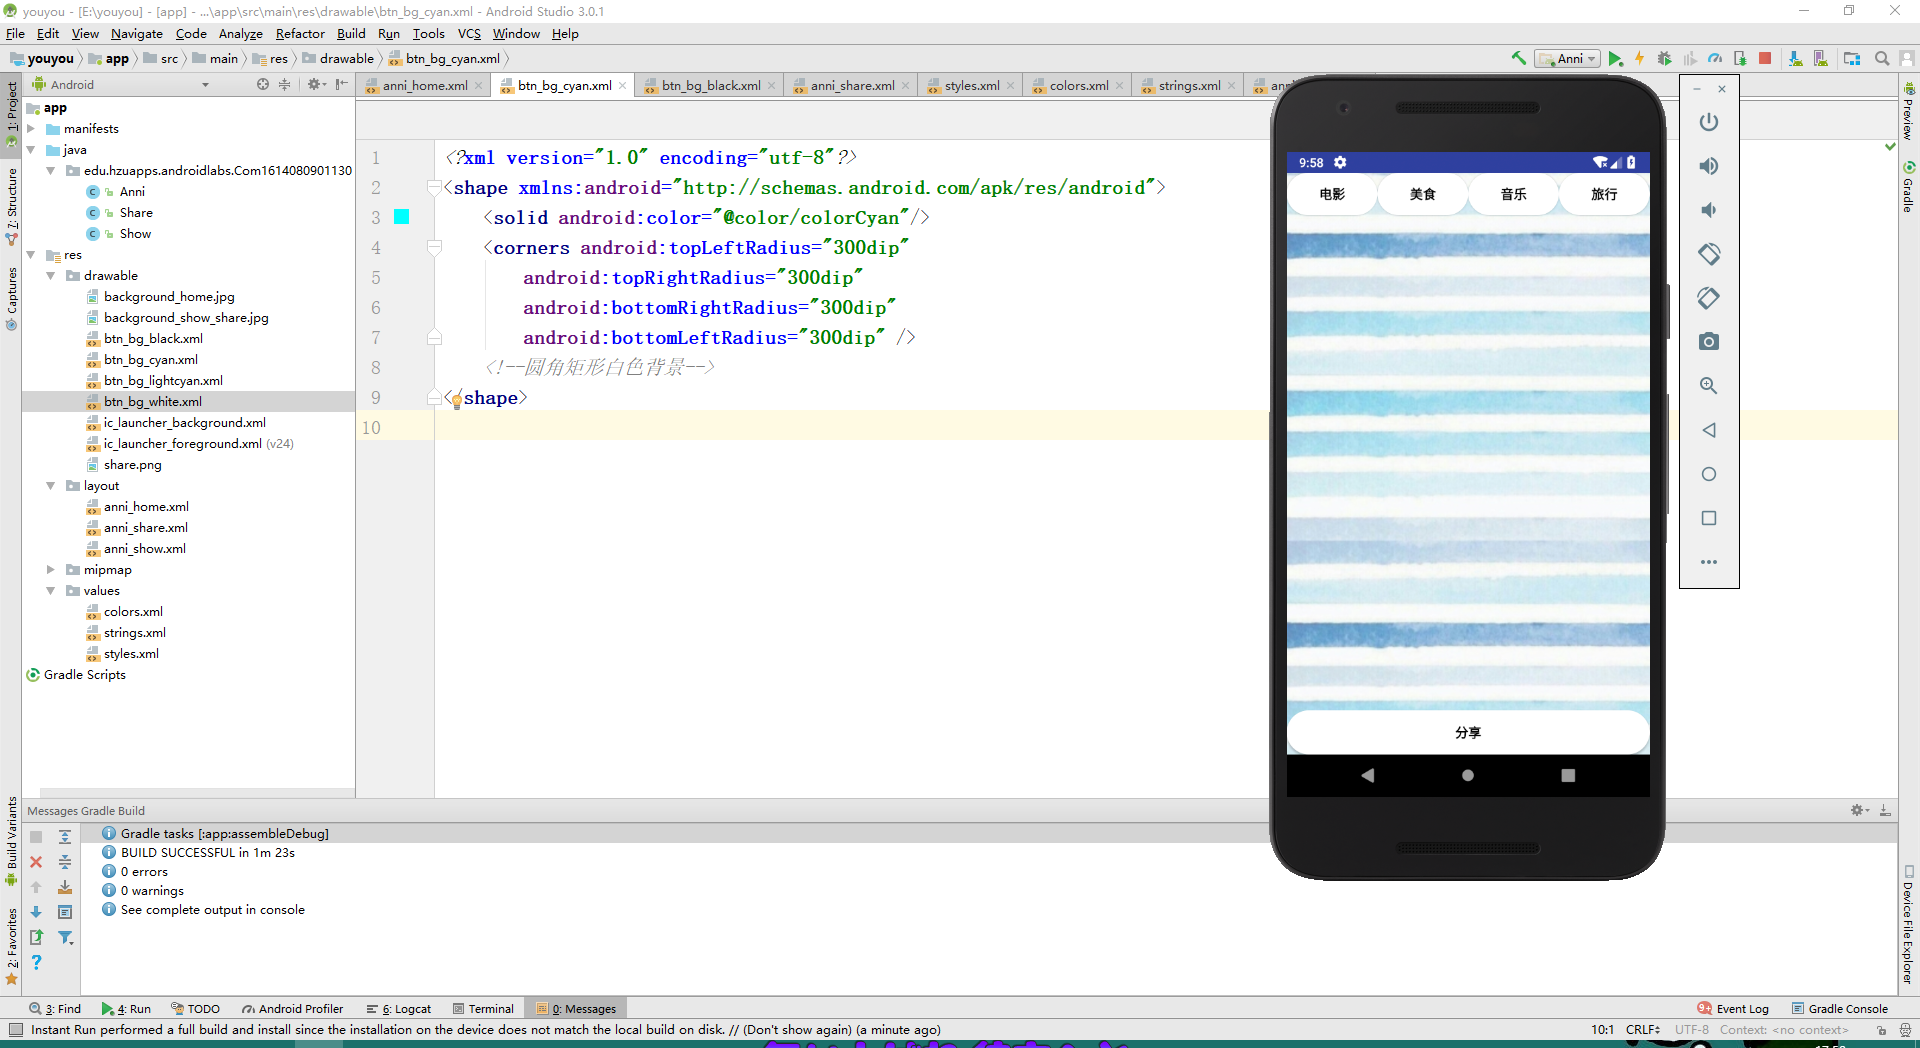 youyou - [E:\youyou] - [app] - ...\app\src\main\res\drawable\btn_bg_cyan.xml - Android Studio 3.0.1
File Edit View Navigate Code Analyze Refactor Build Run Tools VCS Window Help
youyou app src main res drawable btn_bg_cyan.xml Anni
Android anni_home.xml btn_bg_cyan.xml btn_bg_black.xml anni_share.xml styles.xml colors.xml strings.xml
app
manifests
java
edu.hzuapps.androidlabs.Com1614080901130
Anni
Share
Show
res
drawable
background_home.jpg
background_show_share.jpg
btn_bg_black.xml
btn_bg_cyan.xml
btn_bg_lightcyan.xml
btn_bg_white.xml
ic_launcher_background.xml
ic_launcher_foreground.xml (v24)
share.png
layout
anni_home.xml
anni_share.xml
anni_show.xml
mipmap
values
colors.xml
strings.xml
styles.xml
Gradle Scripts
1: Project
7: Structure
Captures
Build Variants
2: Favorites
1 <?xml version="1.0" encoding="utf-8"?>
2 <shape xmlns:android="http://schemas.android.com/apk/res/android">
3 <solid android:color="@color/colorCyan"/>
4 <corners android:topLeftRadius="300dip"
5 android:topRightRadius="300dip"
6 android:bottomRightRadius="300dip"
7 android:bottomLeftRadius="300dip" />
8 <!--圆角矩形白色背景-->
9 </shape>
10
9:58
电影 美食 音乐 旅行
分享
Preview
Gradle
Device File Explorer
Messages Gradle Build
Gradle tasks [:app:assembleDebug]
BUILD SUCCESSFUL in 1m 23s
0 errors
0 warnings
See complete output in console
3: Find 4: Run TODO Android Profiler 6: Logcat Terminal 0: Messages 9+ Event Log Gradle Console
Instant Run performed a full build and install since the installation on the device does not match the local build on disk. // (Don't show again) (a minute ago) 10:1 CRLF UTF-8 Context: <no context>